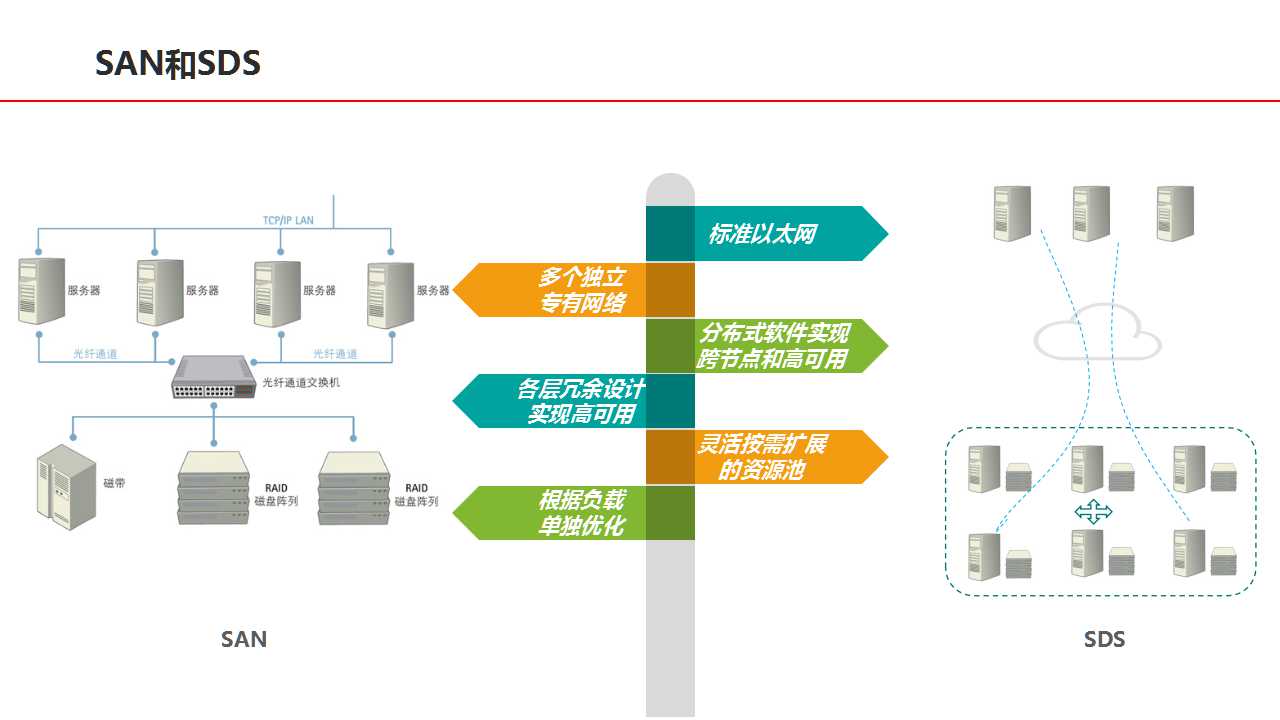 SAN和SDS
TCP/IP LAN
服务器
服务器
服务器
服务器
光纤通道
光纤通道
光纤通道交换机
磁带
RAID
磁盘阵列
RAID
磁盘阵列
SAN
标准以太网
多个独立
专有网络
分布式软件实现
跨节点和高可用
各层冗余设计
实现高可用
灵活按需扩展
的资源池
根据负载
单独优化
SDS